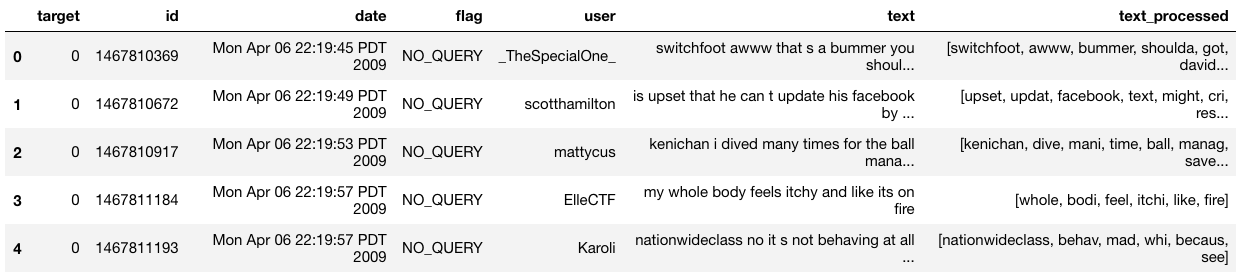 target id date flag user text text_processed
0 0 1467810369 Mon Apr 06 22:19:45 PDT 2009 NO_QUERY _TheSpecialOne_ switchfoot awww that s a bummer you shoul... [switchfoot, awww, bummer, shoulda, got, david...
1 0 1467810672 Mon Apr 06 22:19:49 PDT 2009 NO_QUERY scotthamilton is upset that he can t update his facebook by ... [upset, updat, facebook, text, might, cri, res...
2 0 1467810917 Mon Apr 06 22:19:53 PDT 2009 NO_QUERY mattycus kenichan i dived many times for the ball mana... [kenichan, dive, mani, time, ball, manag, save...
3 0 1467811184 Mon Apr 06 22:19:57 PDT 2009 NO_QUERY ElleCTF my whole body feels itchy and like its on fire [whole, bodi, feel, itchi, like, fire]
4 0 1467811193 Mon Apr 06 22:19:57 PDT 2009 NO_QUERY Karoli nationwideclass no it s not behaving at all ... [nationwideclass, behav, mad, whi, becaus, see]